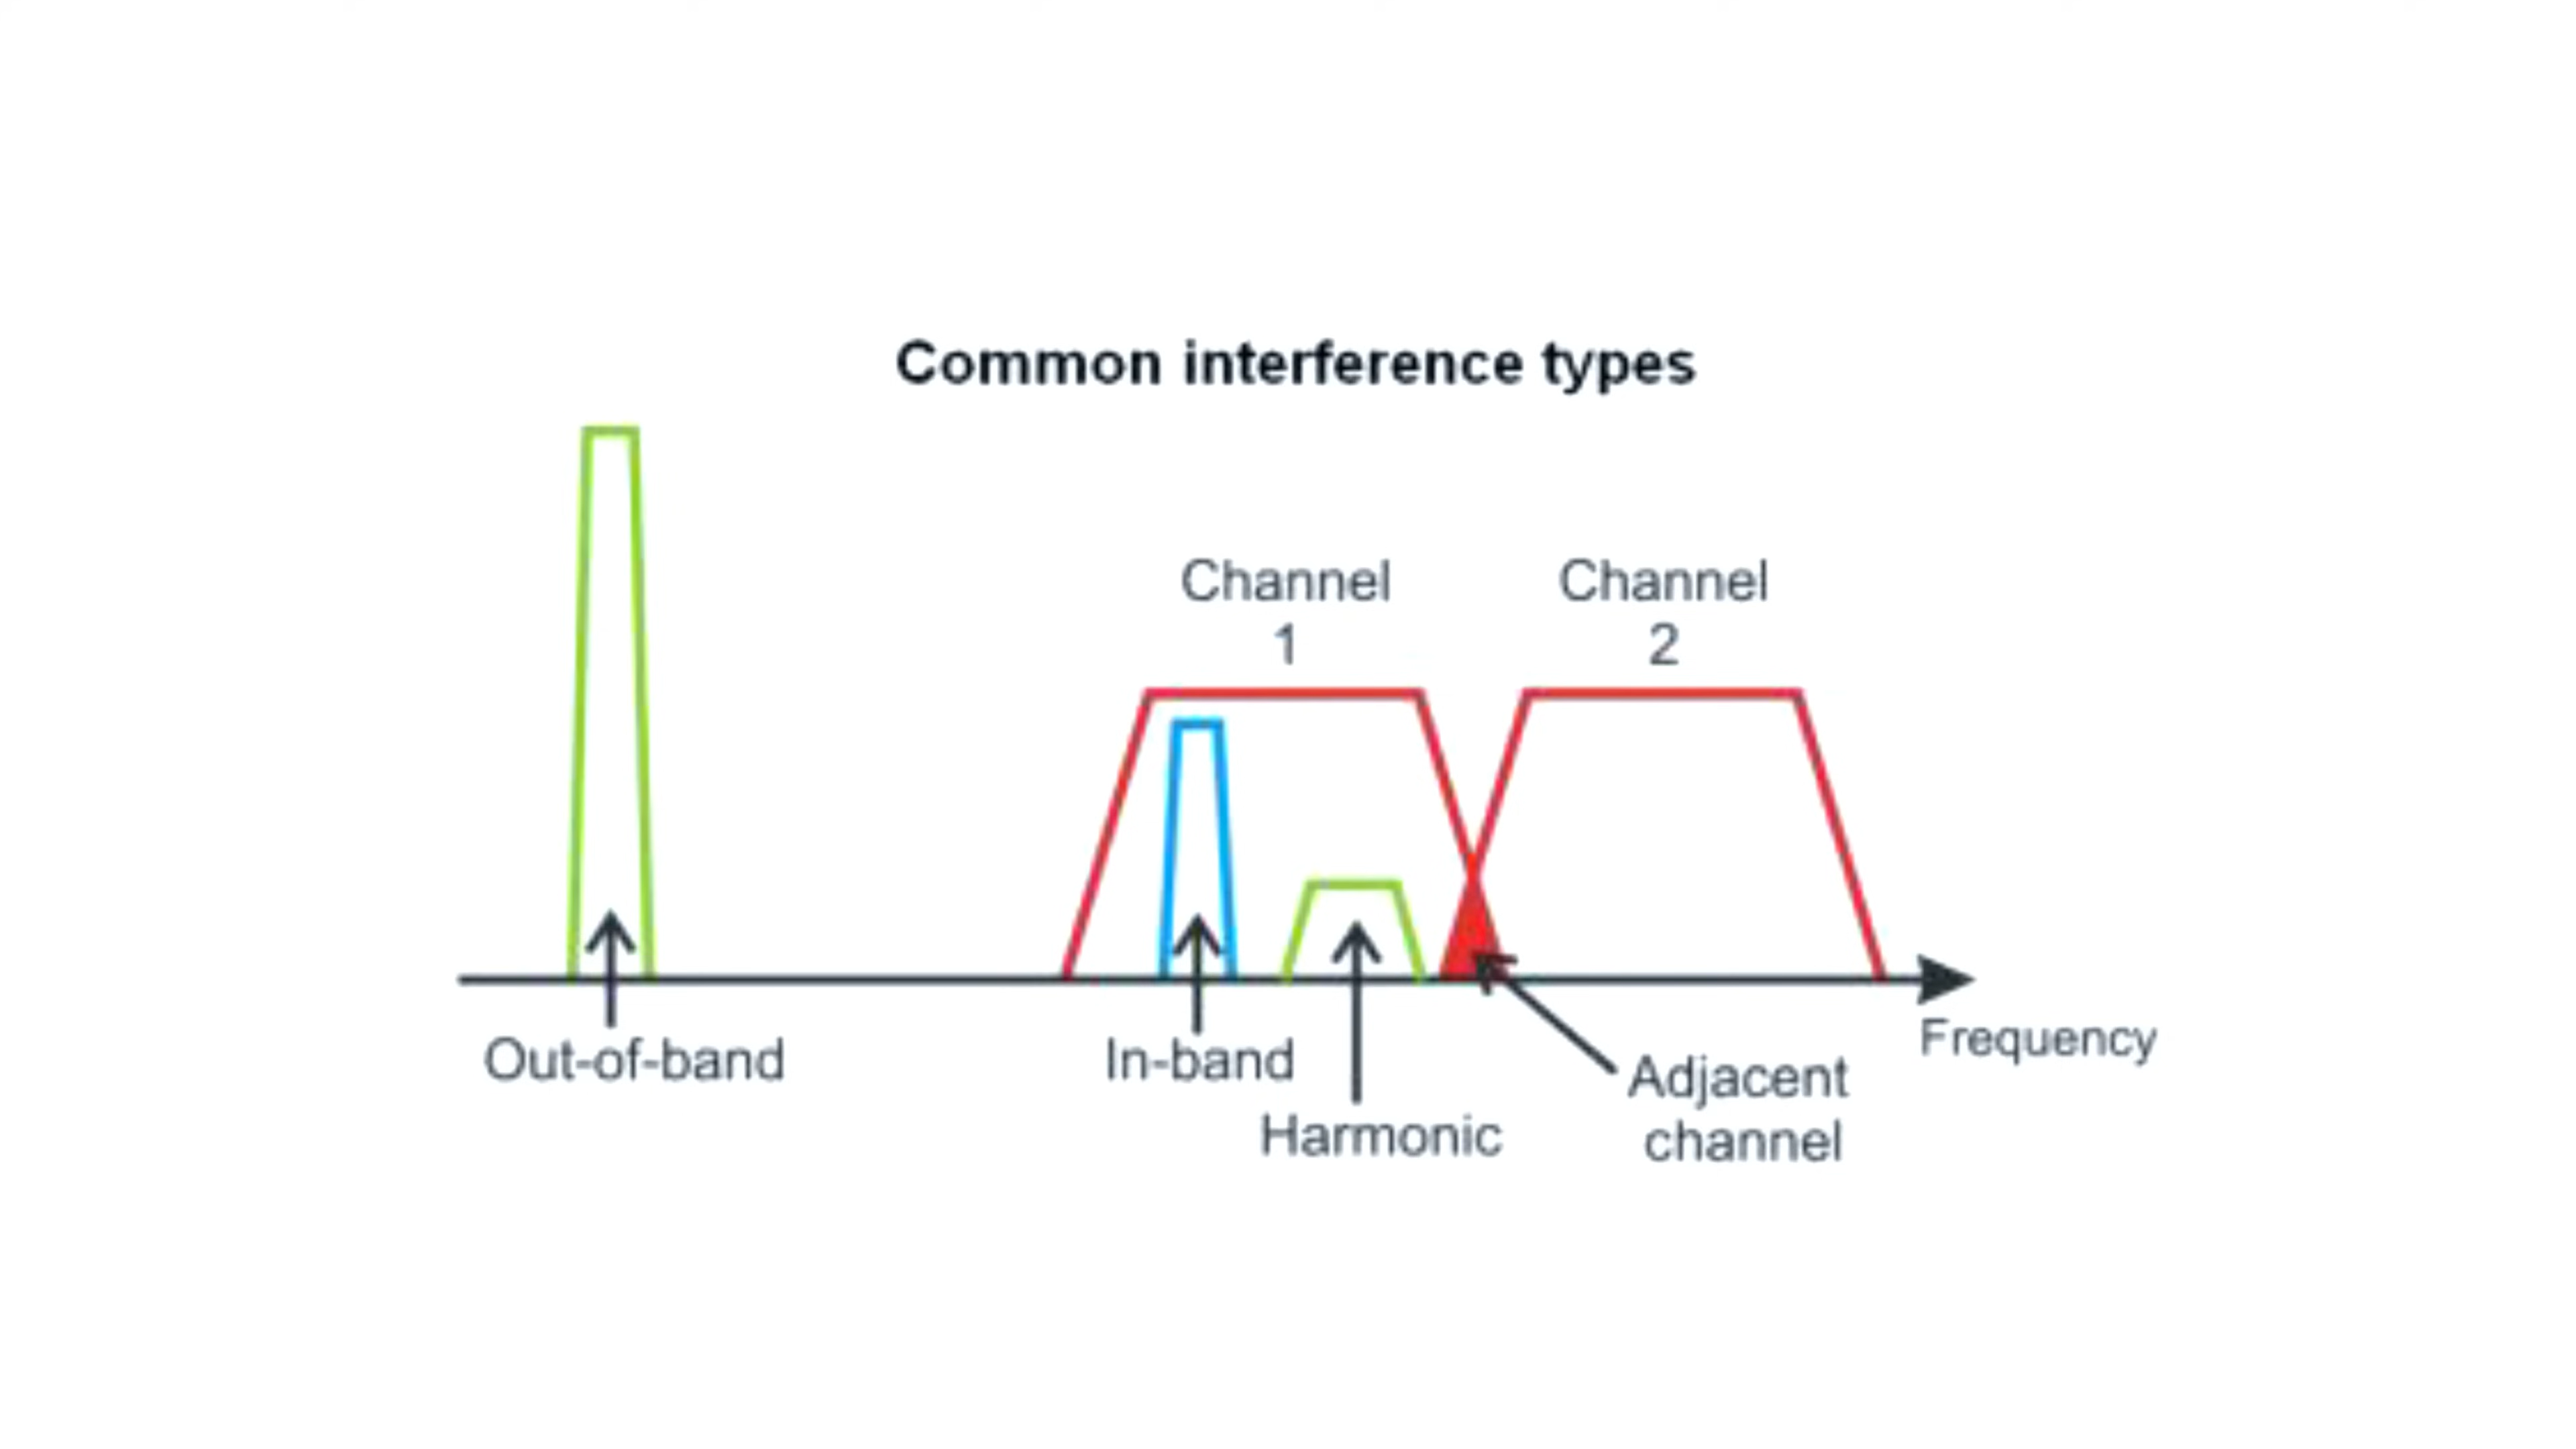 Common interference types
Channel
1
Channel
2
Out-of-band
In-band
Harmonic
Adjacent
channel
Frequency